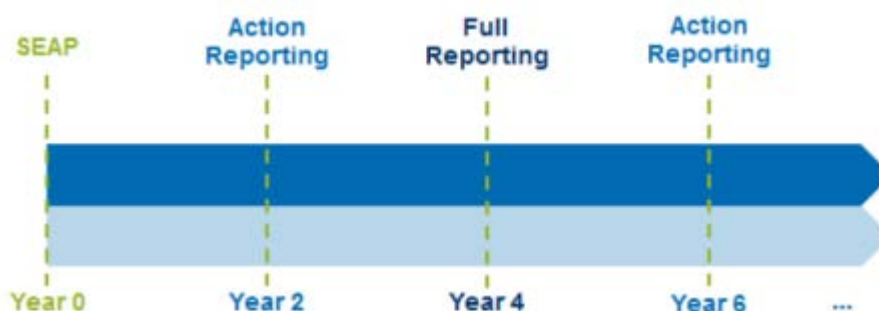 SEAP
Action
Reporting
Full
Reporting
Action
Reporting
Year 0
Year 2
Year 4
Year 6
...